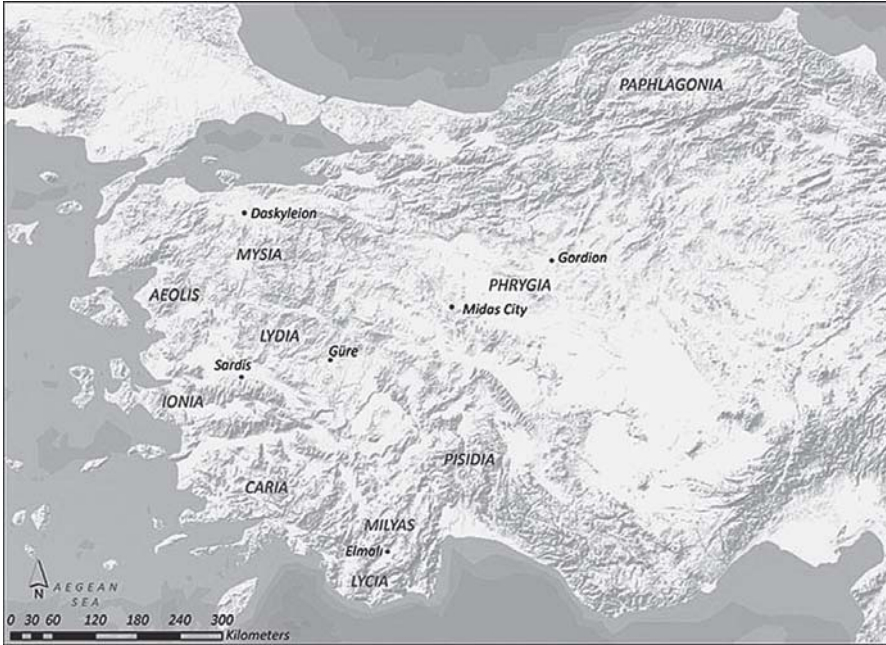 PAPHLAGONIA
Daskyleion
MYSIA
Gordion
PHRYGIA
AEOLIS
Midas City
LYDIA
Güre
Sardis
IONIA
PISIDIA
CARIA
MILYAS
Elmalı
LYCIA
N
AEGEAN
SEA
0 30 60 120 180 240 300
Kilometers